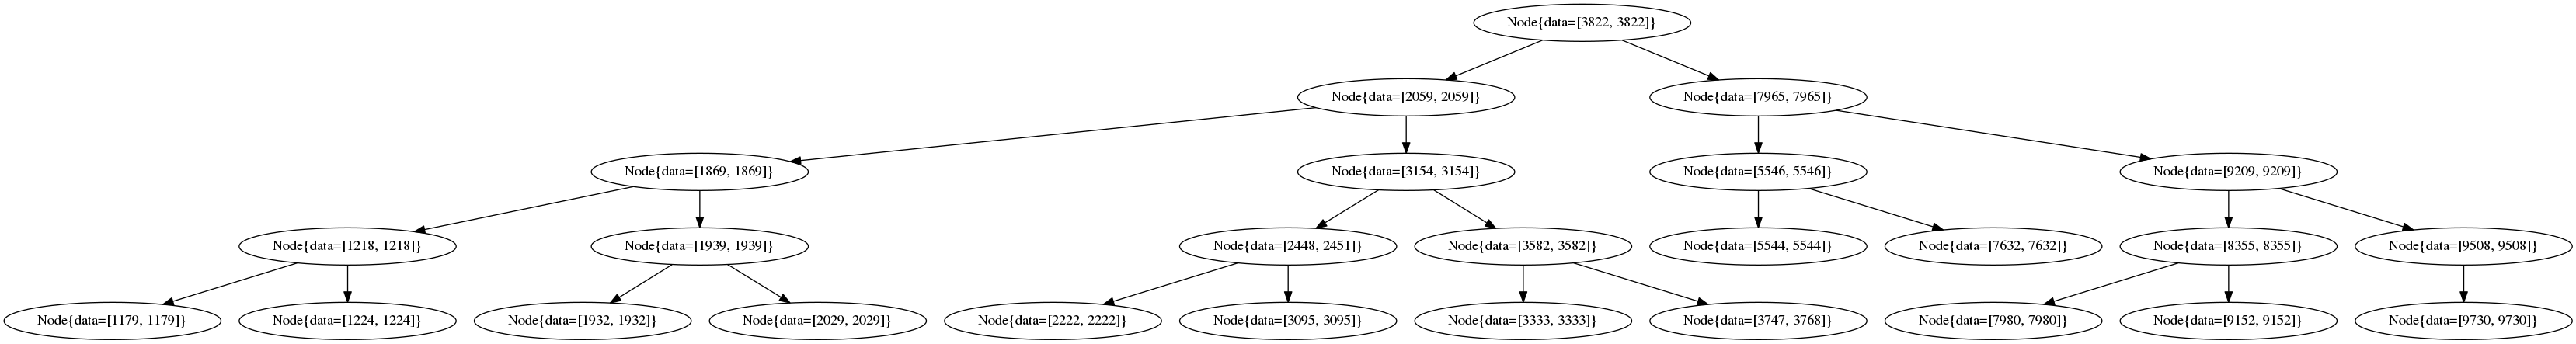 Node{data=[3822, 3822]}
Node{data=[2059, 2059]}
Node{data=[7965, 7965]}
Node{data=[1869, 1869]}
Node{data=[3154, 3154]}
Node{data=[5546, 5546]}
Node{data=[9209, 9209]}
Node{data=[1218, 1218]}
Node{data=[1939, 1939]}
Node{data=[2448, 2451]}
Node{data=[3582, 3582]}
Node{data=[5544, 5544]}
Node{data=[7632, 7632]}
Node{data=[8355, 8355]}
Node{data=[9508, 9508]}
Node{data=[1179, 1179]}
Node{data=[1224, 1224]}
Node{data=[1932, 1932]}
Node{data=[2029, 2029]}
Node{data=[2222, 2222]}
Node{data=[3095, 3095]}
Node{data=[3333, 3333]}
Node{data=[3747, 3768]}
Node{data=[7980, 7980]}
Node{data=[9152, 9152]}
Node{data=[9730, 9730]}